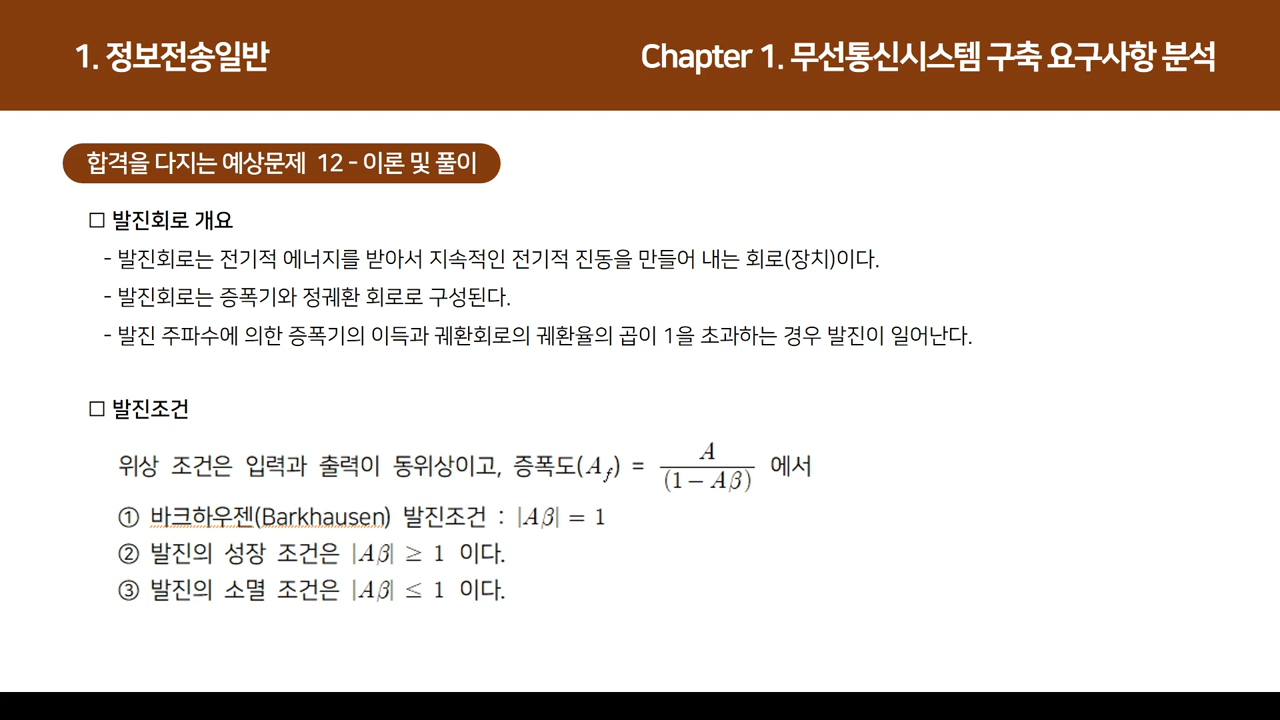 1. 정보전송일반
Chapter 1. 무선통신시스템 구축 요구사항 분석
합격을 다지는 예상문제 12 - 이론 및 풀이
□ 발진회로 개요
- 발진회로는 전기적 에너지를 받아서 지속적인 전기적 진동을 만들어 내는 회로(장치)이다.
- 발진회로는 증폭기와 정궤환 회로로 구성된다.
- 발진 주파수에 의한 증폭기의 이득과 궤환회로의 궤환율의 곱이 1을 초과하는 경우 발진이 일어난다.
□ 발진조건
위상 조건은 입력과 출력이 동위상이고, 증폭도(A_f) = A / (1 − Aβ) 에서
① 바크하우젠(Barkhausen) 발진조건 : |Aβ| = 1
② 발진의 성장 조건은 |Aβ| ≥ 1 이다.
③ 발진의 소멸 조건은 |Aβ| ≤ 1 이다.